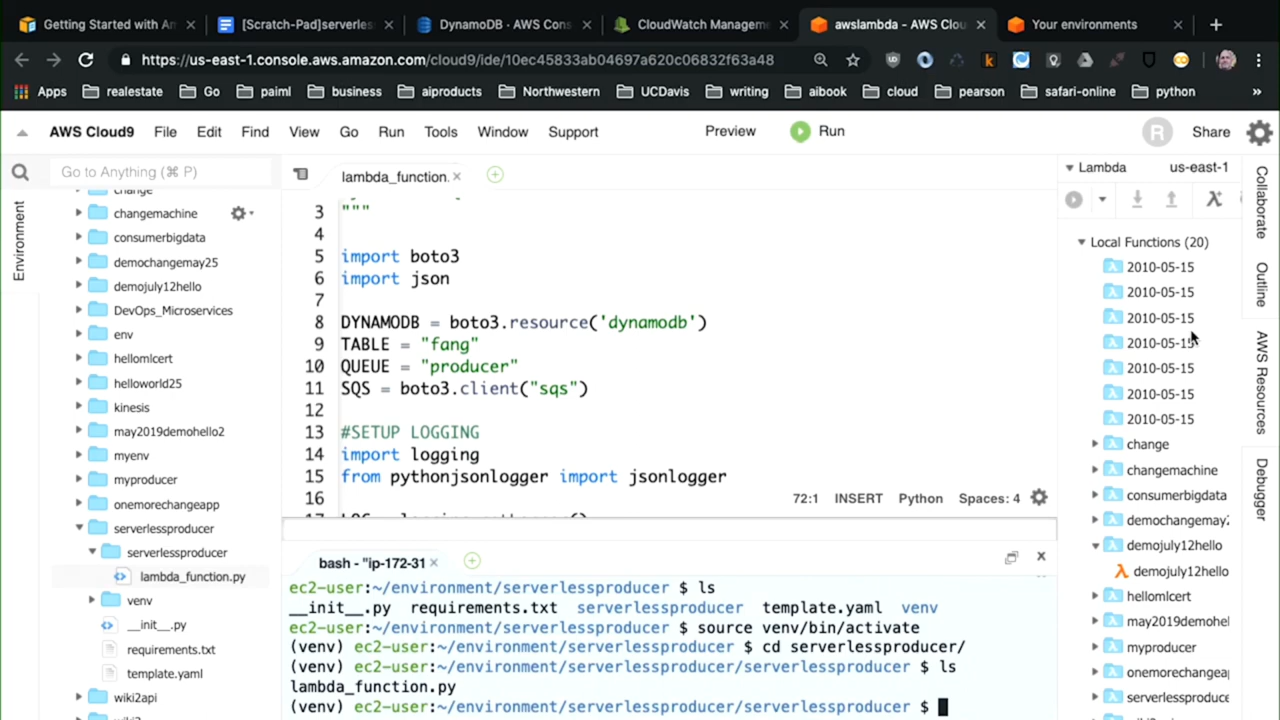 Getting Started with Am
[Scratch-Pad]serverles
DynamoDB · AWS Cons
CloudWatch Managem
awslambda - AWS Clou
Your environments
https://us-east-1.console.aws.amazon.com/cloud9/ide/10ec45833ab04697a620c06832f63a48
Apps realestate Go paiml business aiproducts Northwestern UCDavis writing aibook cloud pearson safari-online python »
AWS Cloud9 File Edit Find View Go Run Tools Window Support Preview Run R Share
Go to Anything (⌘ P)
Environment
change
changemachine
consumerbigdata
demochangemay25
demojuly12hello
DevOps_Microservices
env
hellomlcert
helloworld25
kinesis
may2019demohello2
myenv
myproducer
onemorechangeapp
serverlessproducer
serverlessproducer
lambda_function.py
venv
__init__.py
requirements.txt
template.yaml
wiki2api
lambda_function.
3 """
4
5 import boto3
6 import json
7
8 DYNAMODB = boto3.resource('dynamodb')
9 TABLE = "fang"
10 QUEUE = "producer"
11 SQS = boto3.client("sqs")
12
13 #SETUP LOGGING
14 import logging
15 from pythonjsonlogger import jsonlogger
16
72:1 INSERT Python Spaces: 4
bash - "ip-172-31
ec2-user:~/environment/serverlessproducer $ ls
__init__.py requirements.txt serverlessproducer template.yaml venv
ec2-user:~/environment/serverlessproducer $ source venv/bin/activate
(venv) ec2-user:~/environment/serverlessproducer $ cd serverlessproducer/
(venv) ec2-user:~/environment/serverlessproducer/serverlessproducer $ ls
lambda_function.py
(venv) ec2-user:~/environment/serverlessproducer/serverlessproducer $
Lambda us-east-1
Local Functions (20)
2010-05-15
2010-05-15
2010-05-15
2010-05-15
2010-05-15
2010-05-15
2010-05-15
change
changemachine
consumerbigdata
demochangemay2
demojuly12hello
demojuly12hello
hellomlcert
may2019demohel
myproducer
onemorechangea
serverlessproduce
Collaborate
Outline
AWS Resources
Debugger